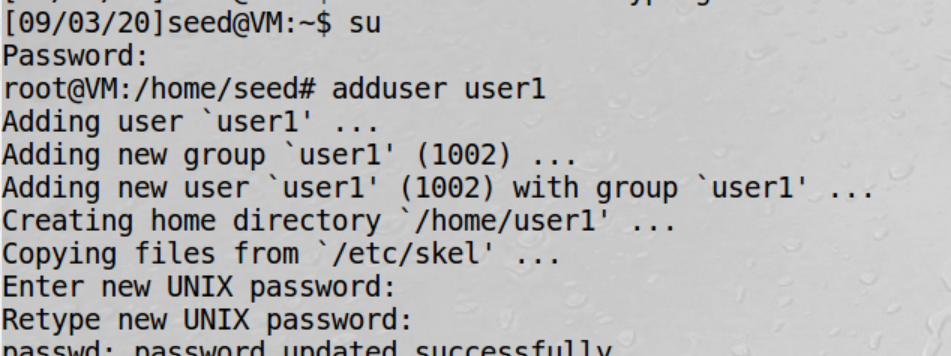 [09/03/20]seed@VM:~$ su
Password:
root@VM:/home/seed# adduser user1
Adding user `user1' ...
Adding new group `user1' (1002) ...
Adding new user `user1' (1002) with group `user1' ...
Creating home directory `/home/user1' ...
Copying files from `/etc/skel' ...
Enter new UNIX password:
Retype new UNIX password:
passwd: password updated successfully